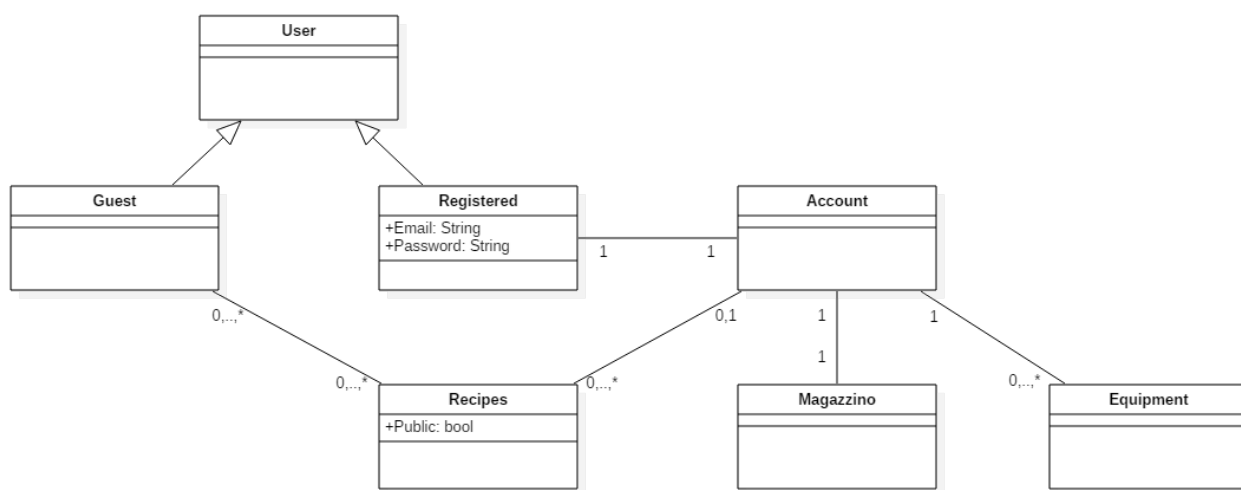 User
Guest
Registered
+Email: String
+Password: String
Account
1
1
0,..,*
0,..,*
0,1
0,..,*
1
1
1
0,..,*
Recipes
+Public: bool
Magazzino
Equipment